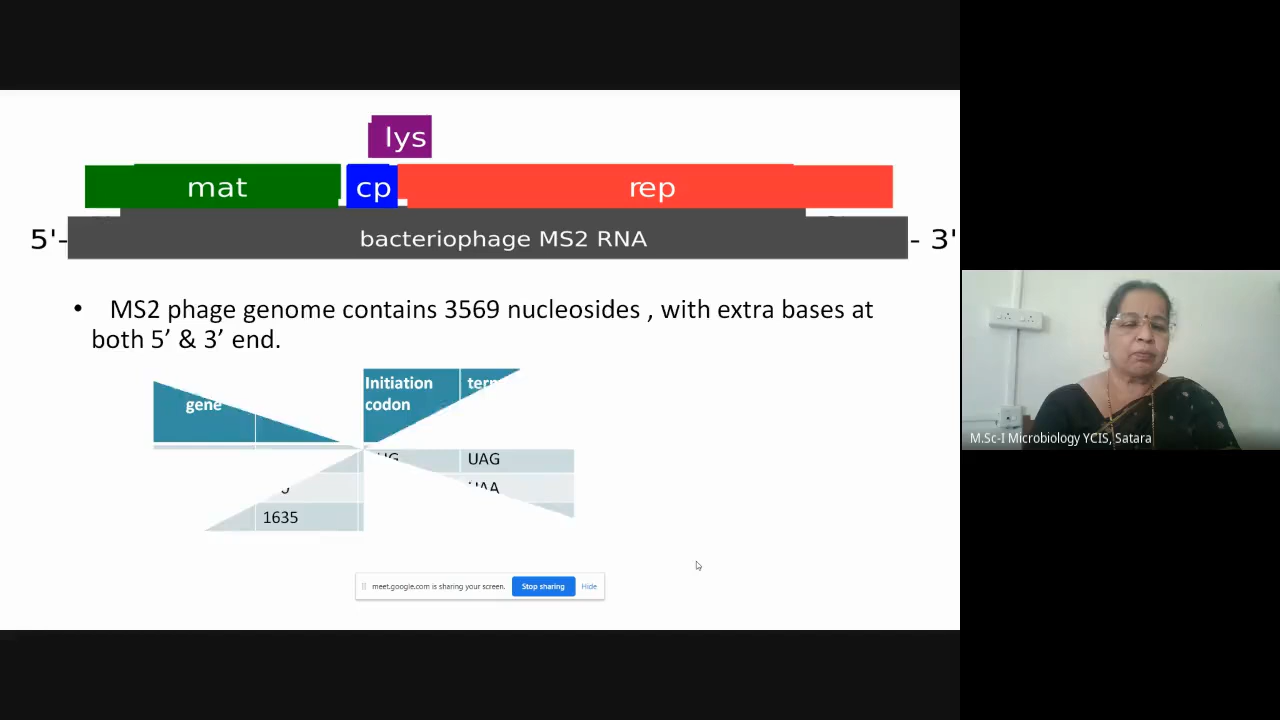 lys
mat cp rep
5'- bacteriophage MS2 RNA - 3'
• MS2 phage genome contains 3569 nucleosides , with extra bases at
both 5’ & 3’ end.
Initiation
gene codon
UAG
UAA
1635
M.Sc-I Microbiology YCIS, Satara
meet.google.com is sharing your screen. Stop sharing Hide